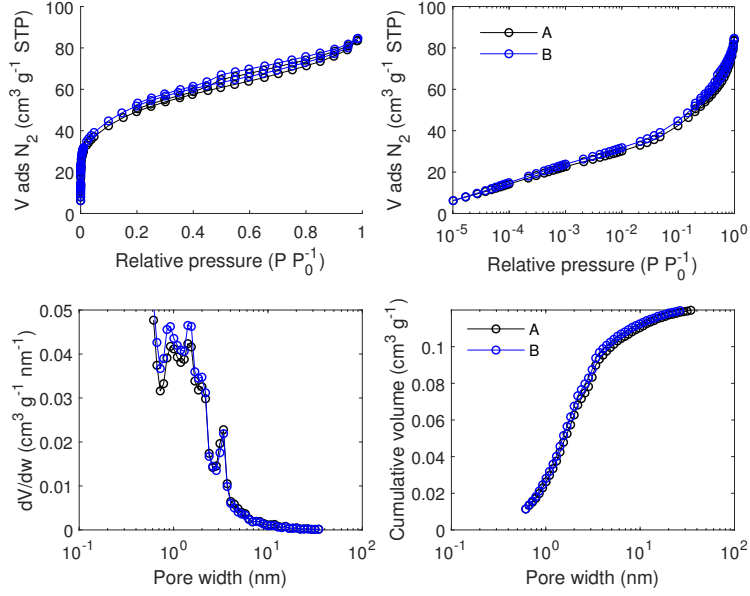 100
80
60
40
20
0
V ads N2 (cm3 g-1 STP)
0 0.2 0.4 0.6 0.8 1
Relative pressure (P P0-1)
100
80
60
40
20
0
V ads N2 (cm3 g-1 STP)
A
B
10-5 10-4 10-3 10-2 10-1 100
Relative pressure (P P0-1)
0.05
0.04
0.03
0.02
0.01
0
dV/dw (cm3 g-1 nm-1)
10-1 100 101 102
Pore width (nm)
0.1
0.08
0.06
0.04
0.02
0
Cumulative volume (cm3 g-1)
A
B
10-1 100 101 102
Pore width (nm)